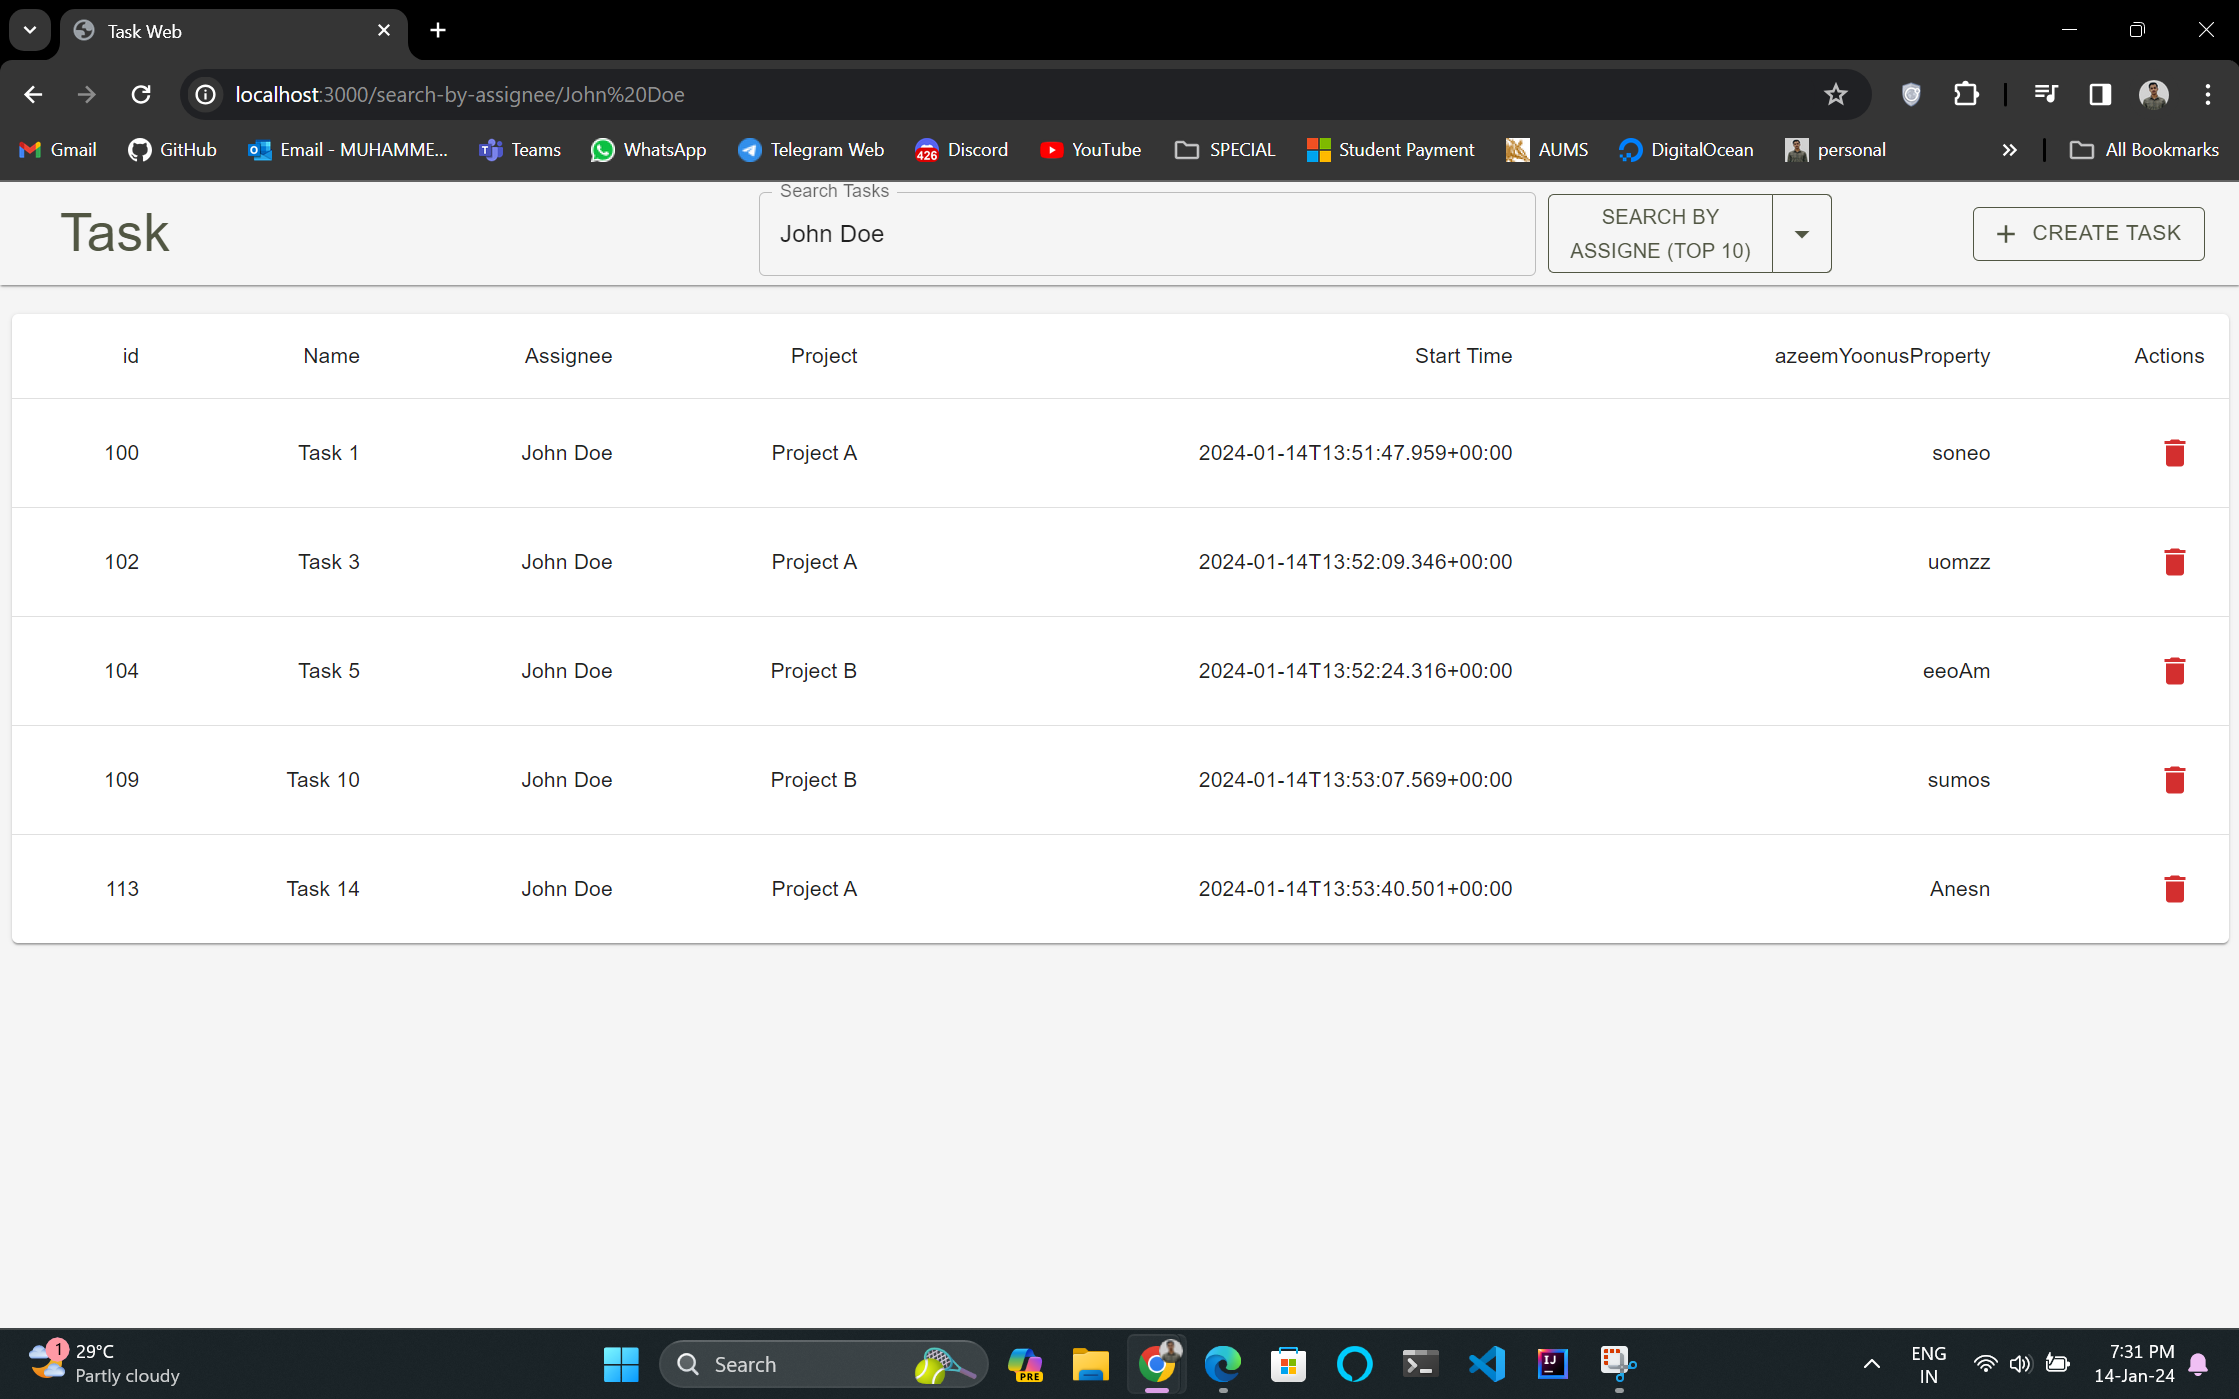 Task Web
localhost:3000/search-by-assignee/John%20Doe
Gmail GitHub Email - MUHAMME... Teams WhatsApp Telegram Web 426 Discord YouTube SPECIAL Student Payment AUMS DigitalOcean personal All Bookmarks
Search Tasks
Task John Doe SEARCH BY ASSIGNE (TOP 10) + CREATE TASK
id Name Assignee Project Start Time azeemYoonusProperty Actions
100 Task 1 John Doe Project A 2024-01-14T13:51:47.959+00:00 soneo
102 Task 3 John Doe Project A 2024-01-14T13:52:09.346+00:00 uomzz
104 Task 5 John Doe Project B 2024-01-14T13:52:24.316+00:00 eeoAm
109 Task 10 John Doe Project B 2024-01-14T13:53:07.569+00:00 sumos
113 Task 14 John Doe Project A 2024-01-14T13:53:40.501+00:00 Anesn
1 29°C
Partly cloudy
Search
PRE
IJ
ENG
IN
7:31 PM
14-Jan-24